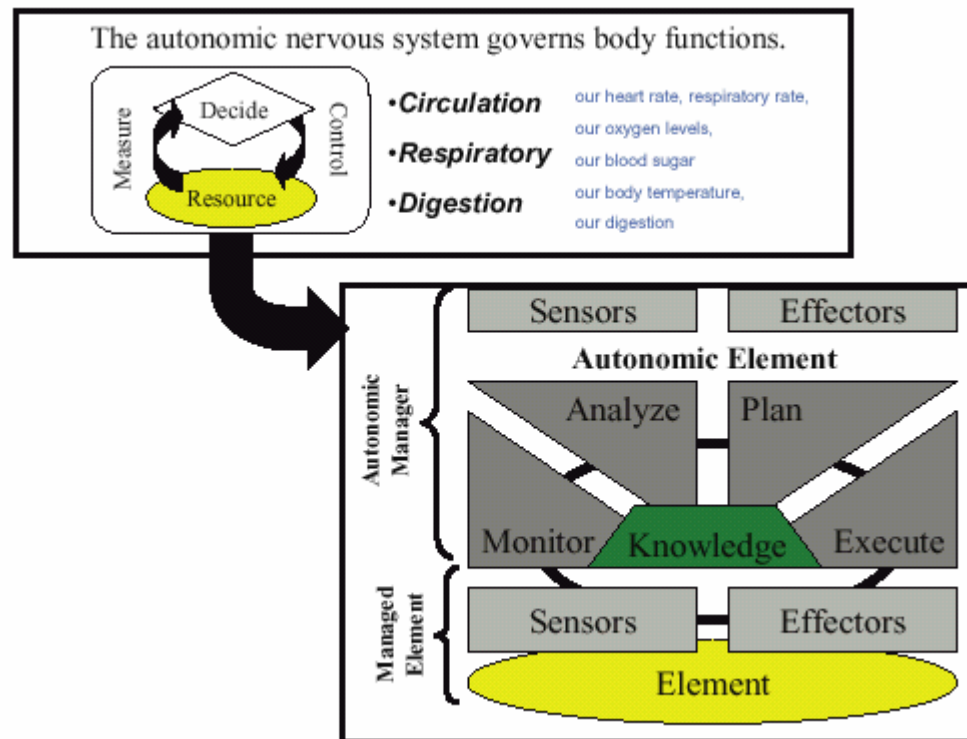 The autonomic nervous system governs body functions.
Measure
Decide
Control
Resource
•Circulation
•Respiratory
•Digestion
our heart rate, respiratory rate,
our oxygen levels,
our blood sugar
our body temperature,
our digestion
Autonomic
Manager
Sensors
Effectors
Autonomic Element
Analyze
Plan
Monitor
Knowledge
Execute
Managed
Element
Sensors
Effectors
Element